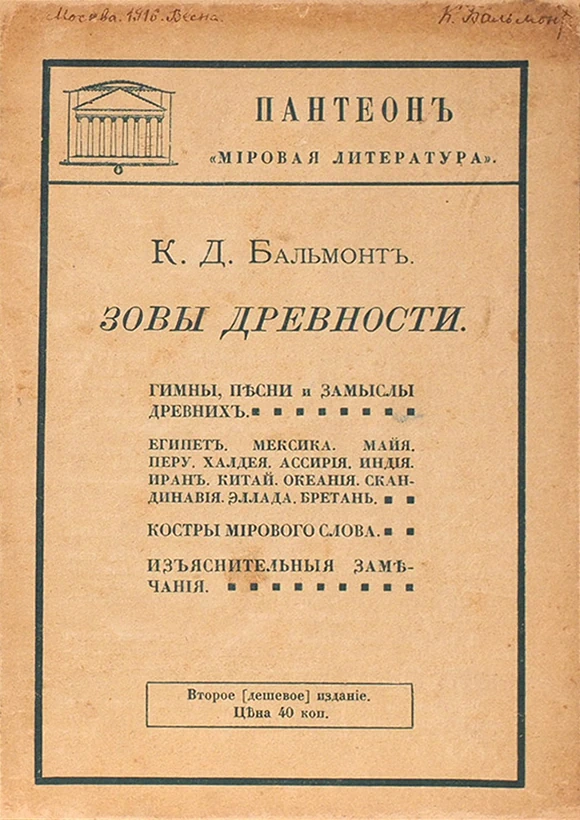 Москва. 1916. Весна. К. Бальмонт
ПАНТЕОНЪ
«МІРОВАЯ ЛИТЕРАТУРА».
К. Д. БАЛЬМОНТЪ.
ЗОВЫ ДРЕВНОСТИ.
ГИМНЫ, ПѢСНИ и ЗАМЫСЛЫ
ДРЕВНИХЪ.
ЕГИПЕТЪ. МЕКСИКА. МАЙЯ.
ПЕРУ. ХАЛДЕЯ. АССИРІЯ. ИНДІЯ.
ИРАНЪ. КИТАЙ. ОКЕАНІЯ. СКАН-
ДИНАВІЯ. ЭЛЛАДА. БРЕТАНЬ.
КОСТРЫ МІРОВОГО СЛОВА.
ИЗЪЯСНИТЕЛЬНЫЯ ЗАМѢ-
ЧАНІЯ.
Второе [дешевое] изданіе.
Цѣна 40 коп.